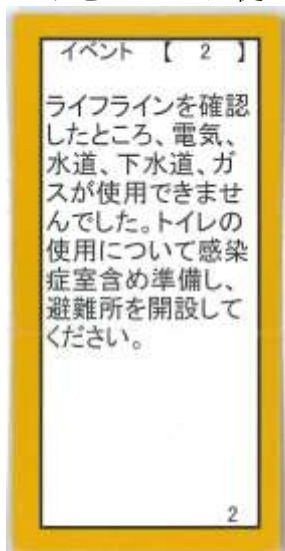 イベント 【 2 】
ライフラインを確認
したところ、電気、
水道、下水道、ガ
スが使用できませ
んでした。トイレの
使用について感染
症室含め準備し、
避難所を開設して
ください。
2